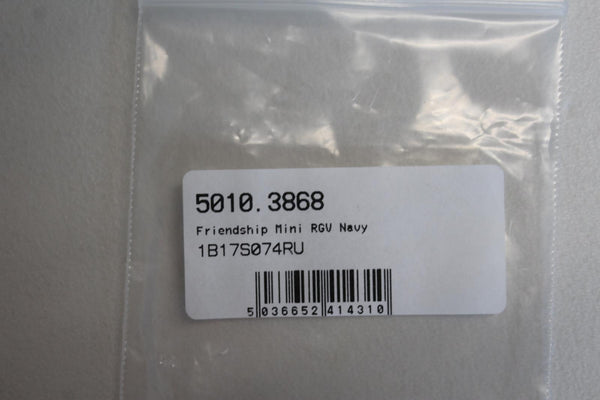 5010.3868
Friendship Mini RGV Navy
1B17S074RU
5 036652 414310